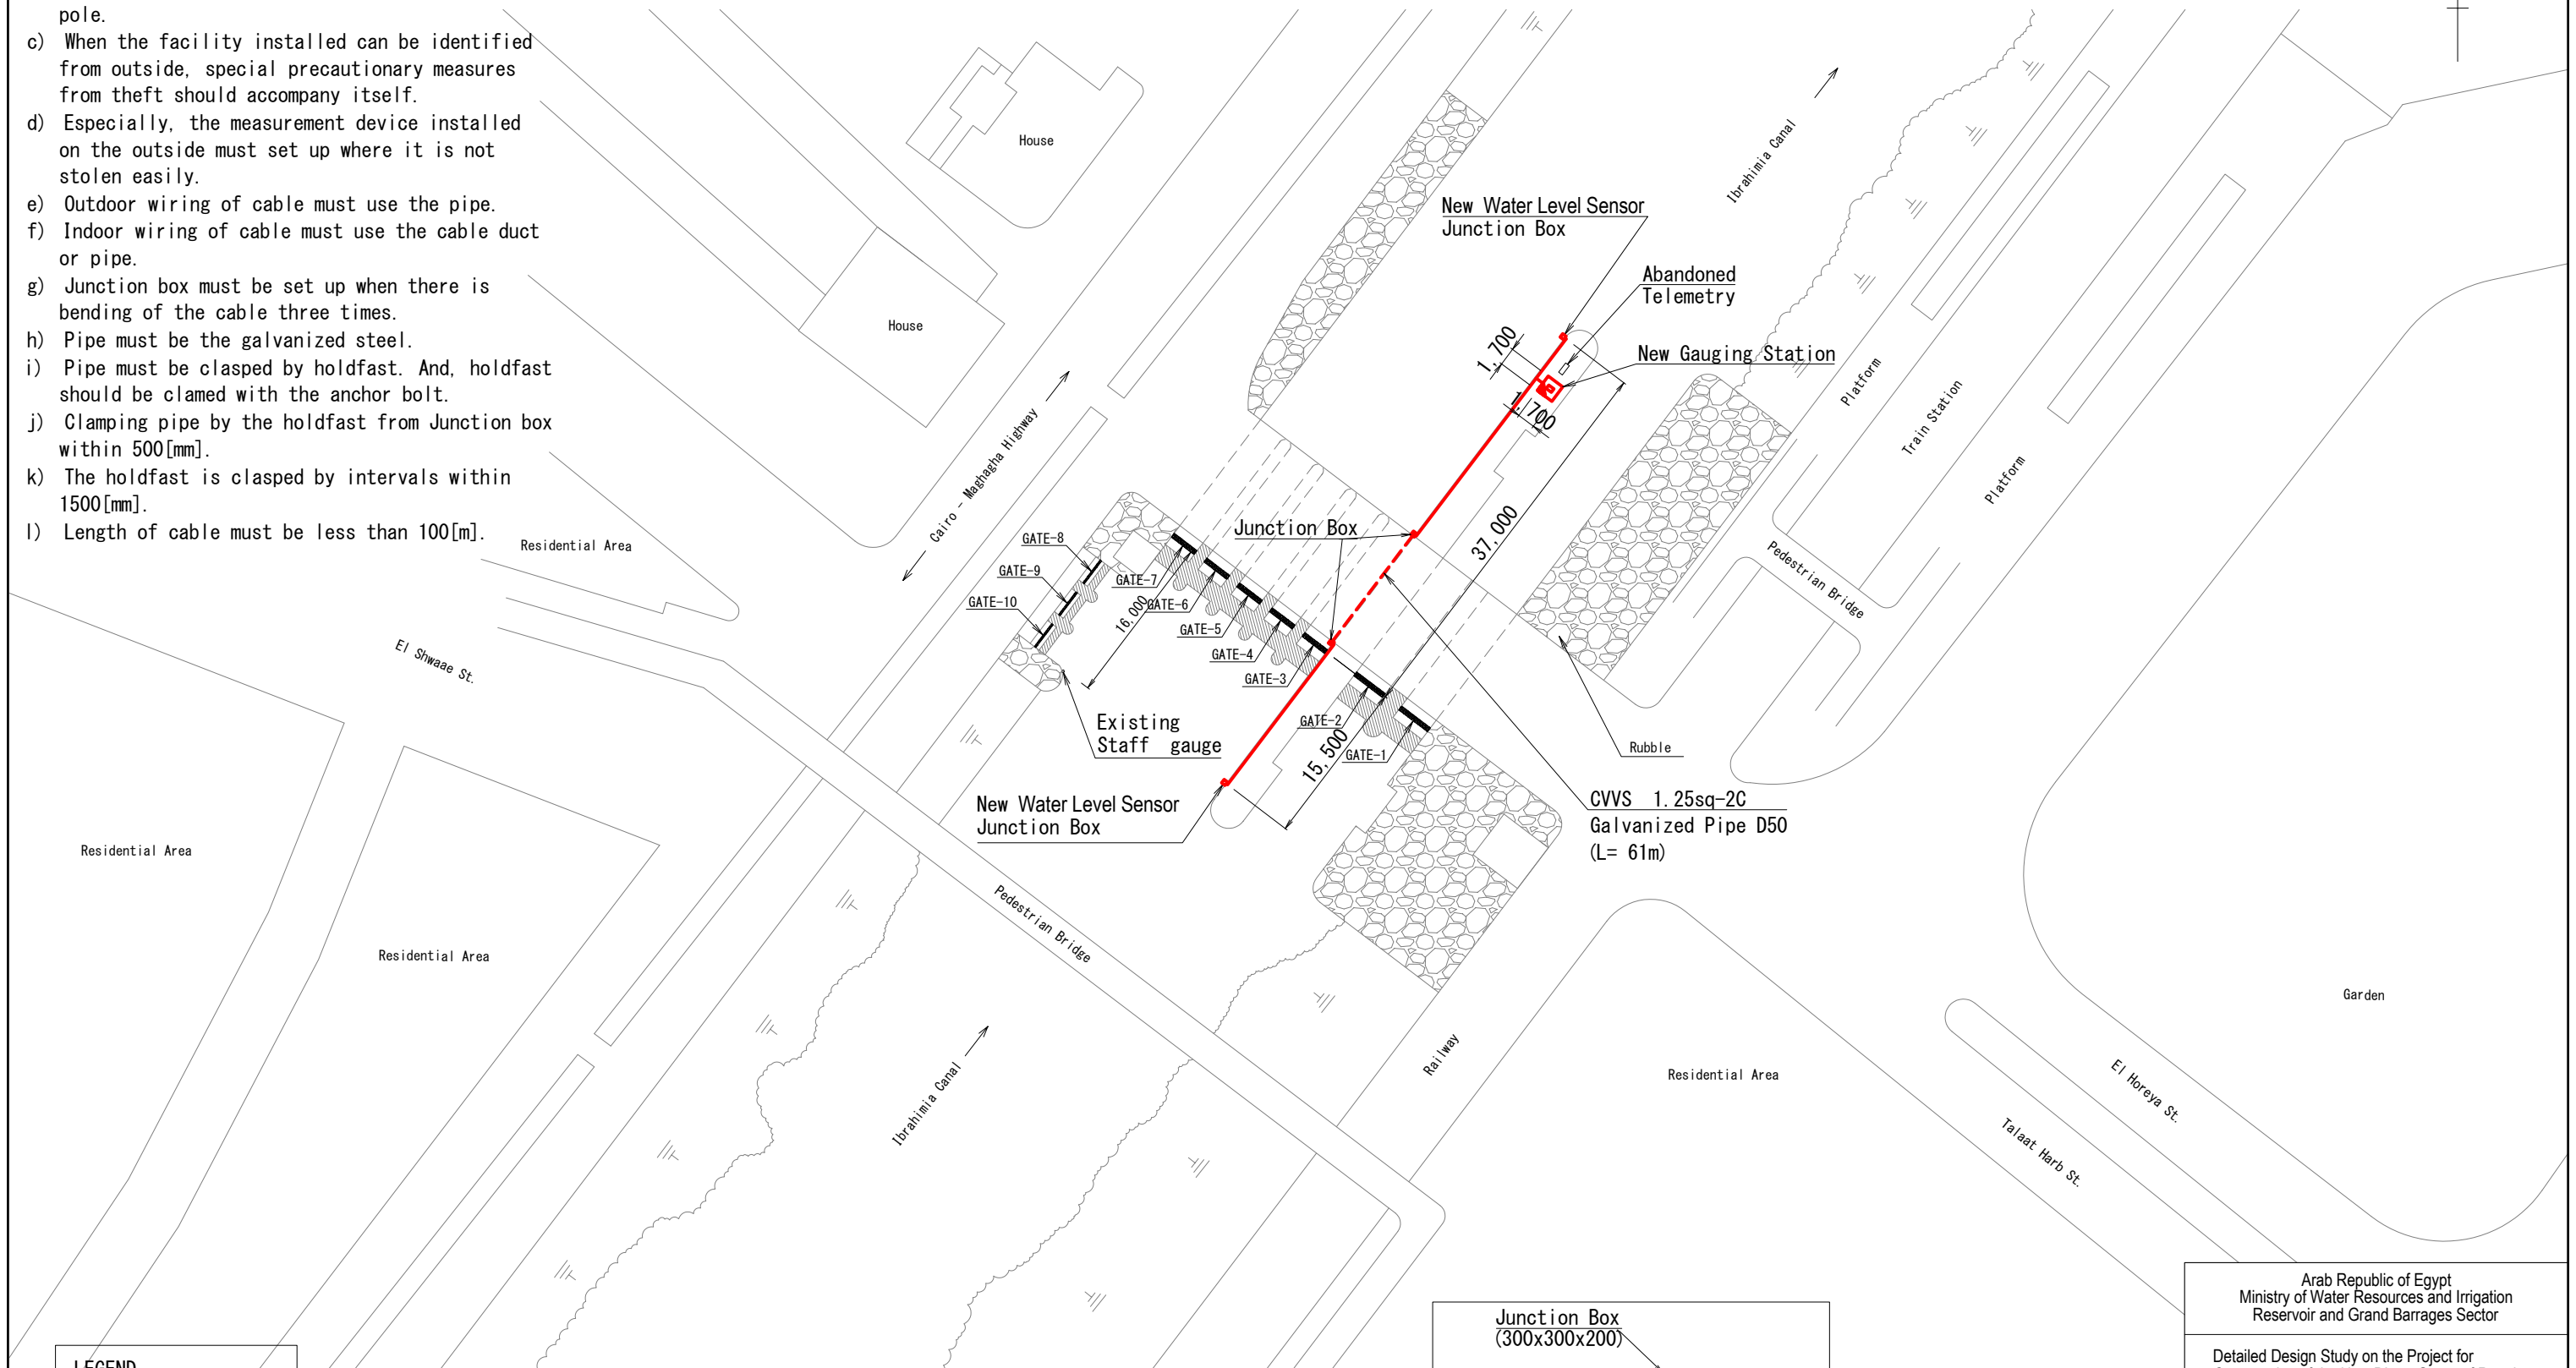 pole.
c) When the facility installed can be identified
from outside, special precautionary measures
from theft should accompany itself.
d) Especially, the measurement device installed
on the outside must set up where it is not
stolen easily.
e) Outdoor wiring of cable must use the pipe.
f) Indoor wiring of cable must use the cable duct
or pipe.
g) Junction box must be set up when there is
bending of the cable three times.
h) Pipe must be the galvanized steel.
i) Pipe must be clasped by holdfast. And, holdfast
should be clamed with the anchor bolt.
j) Clamping pipe by the holdfast from Junction box
within 500[mm].
k) The holdfast is clasped by intervals within
1500[mm].
l) Length of cable must be less than 100[m].
House
House
Ibrahimia Canal
New Water Level Sensor
Junction Box
Abandoned
Telemetry
New Gauging Station
1,700
1,700
37,000
Platform
Train Station
Platform
Pedestrian Bridge
Cairo - Maghagha Highway
Residential Area
Junction Box
GATE-8
GATE-9
GATE-10
GATE-7
GATE-6
GATE-5
GATE-4
GATE-3
GATE-2
GATE-1
16,000
15,500
El Shwaae St.
Existing
Staff gauge
New Water Level Sensor
Junction Box
Rubble
CVVS 1.25sq-2C
Galvanized Pipe D50
(L= 61m)
Residential Area
Residential Area
Pedestrian Bridge
Ibrahimia Canal
Railway
Residential Area
Garden
El Horeya St.
Talaat Harb St.
Junction Box
(300x300x200)
Arab Republic of Egypt
Ministry of Water Resources and Irrigation
Reservoir and Grand Barrages Sector
Detailed Design Study on the Project for
LEGEND